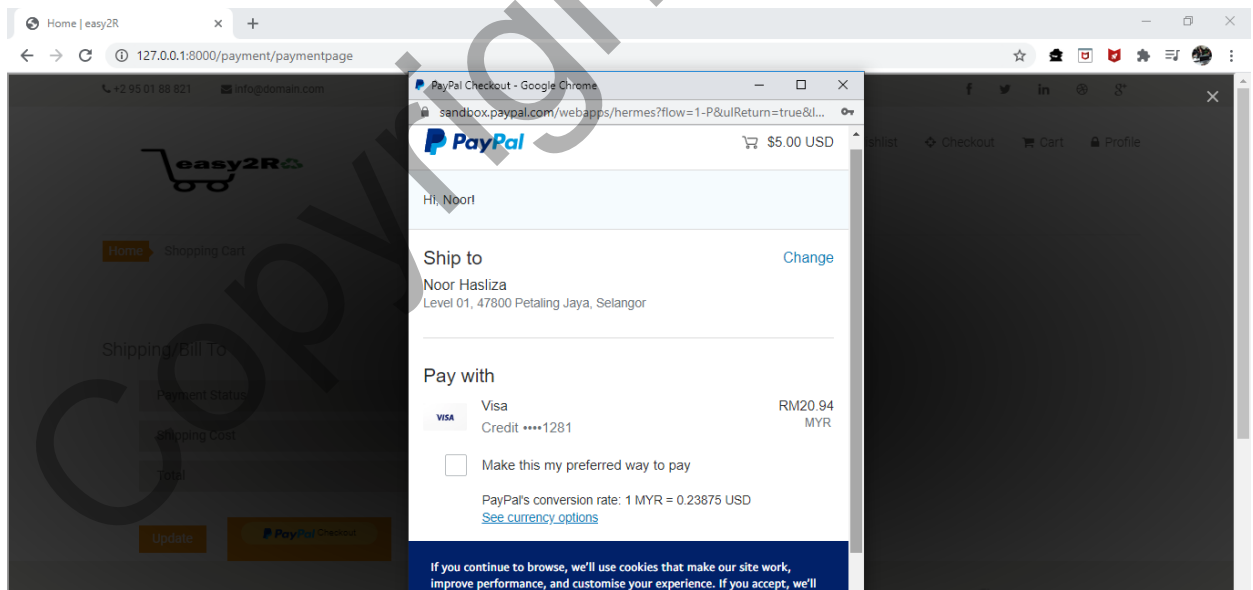 Home | easy2R
127.0.0.1:8000/payment/paymentpage
+2 95 01 88 821 info@domain.com
PayPal Checkout - Google Chrome
sandbox.paypal.com/webapps/hermes?flow=1-P&ulReturn=true&l...
PayPal $5.00 USD
shlist Checkout Cart Profile
easy2R
Hi, Noor!
Home Shopping Cart
Ship to Change
Noor Hasliza
Level 01, 47800 Petaling Jaya, Selangor
Shipping/Bill To
Pay with
Payment Status
Visa RM20.94
VISA
Credit ••••1281 MYR
Shipping Cost
Make this my preferred way to pay
Total
PayPal's conversion rate: 1 MYR = 0.23875 USD
See currency options
Update PayPal Checkout
If you continue to browse, we'll use cookies that make our site work,
improve performance, and customise your experience. If you accept, we'll
Copyrig